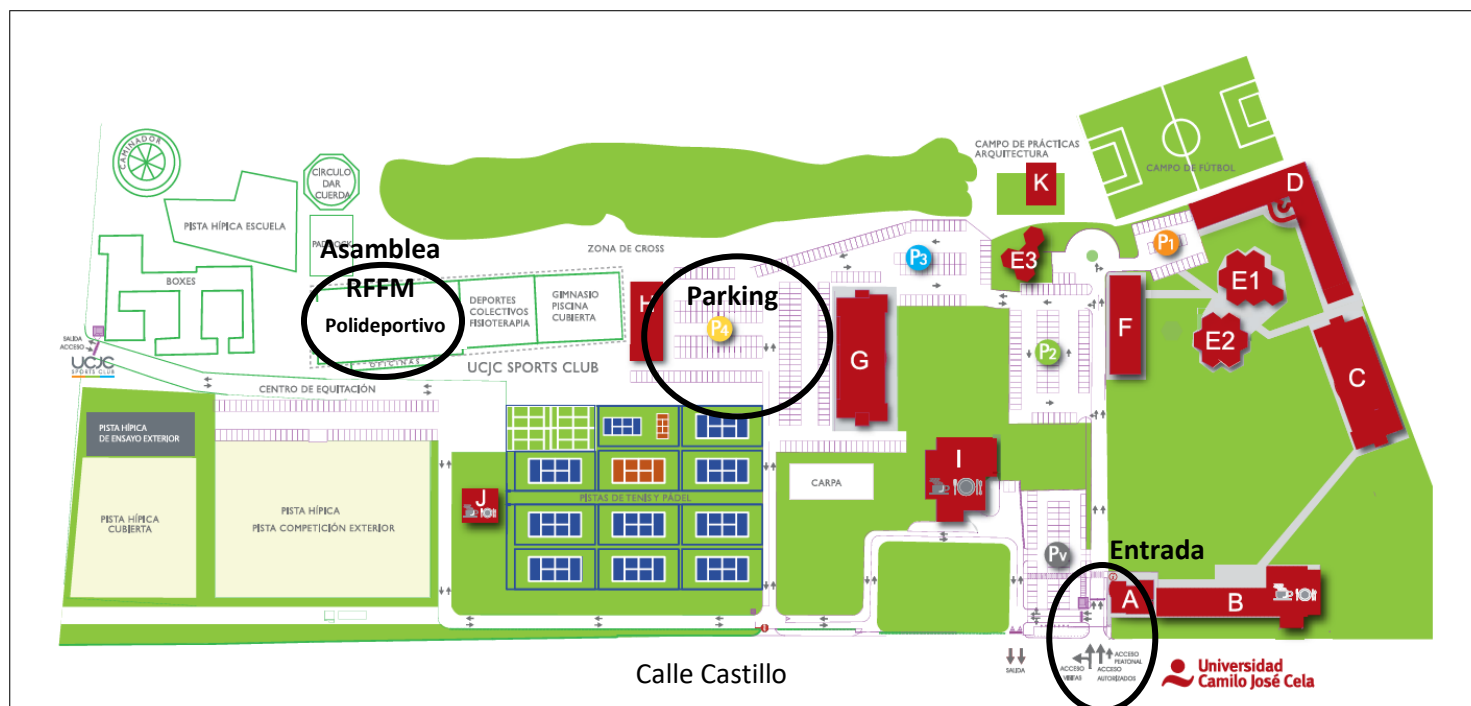 CAMINADOR
CÍRCULO
DAR
CUERDA
PISTA HÍPICA ESCUELA
PADDOCK
BOXES
Asamblea
RFFM
Polideportivo
OFICINAS
DEPORTES
COLECTIVOS
FISIOTERAPIA
GIMNASIO
PISCINA
CUBIERTA
ZONA DE CROSS
UCJC SPORTS CLUB
H
Parking
P4
G
P3
CAMPO DE PRÁCTICAS
ARQUITECTURA
K
E3
CAMPO DE FÚTBOL
D
P1
E1
E2
F
P2
C
SALIDA
ACCESO
UCJC
SPORTS CLUB
CENTRO DE EQUITACIÓN
PISTA HÍPICA
DE ENSAYO EXTERIOR
PISTA HÍPICA
CUBIERTA
PISTA HÍPICA
PISTA COMPETICIÓN EXTERIOR
J
PISTAS DE TENIS Y PÁDEL
CARPA
I
Pv
Entrada
A
B
Calle Castillo
SALIDA
ACCESO
VISITAS
ACCESO
AUTORIZADOS
ACCESO
PEATONAL
Universidad
Camilo José Cela